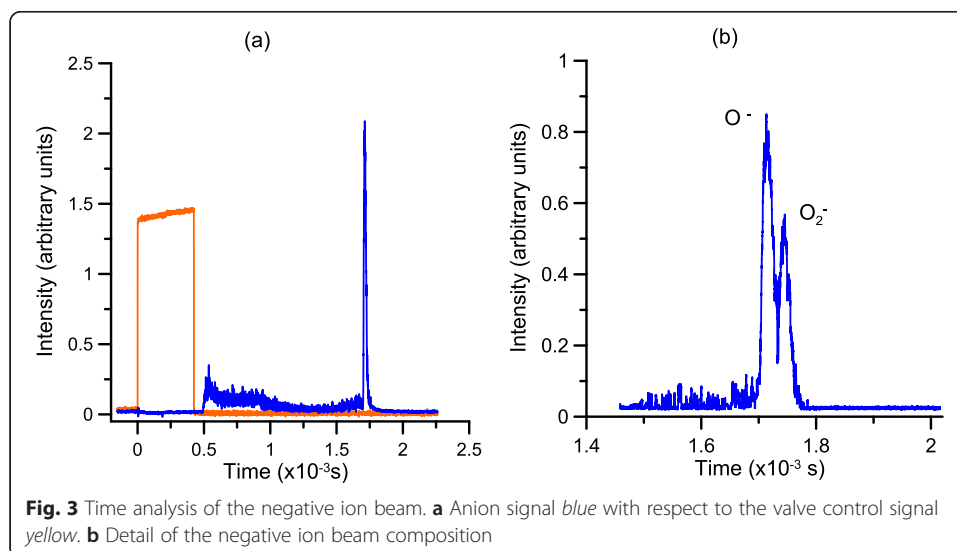 (a)
2.5
2
1.5
1
0.5
0
Intensity (arbitrary units)
0 0.5 1 1.5 2 2.5
Time (x10⁻³s)
(b)
1
0.8
0.6
0.4
0.2
0
Intensity (arbitrary units)
O⁻
O₂⁻
1.4 1.6 1.8 2
Time (x10⁻³ s)
Fig. 3 Time analysis of the negative ion beam. a Anion signal blue with respect to the valve control signal
yellow. b Detail of the negative ion beam composition